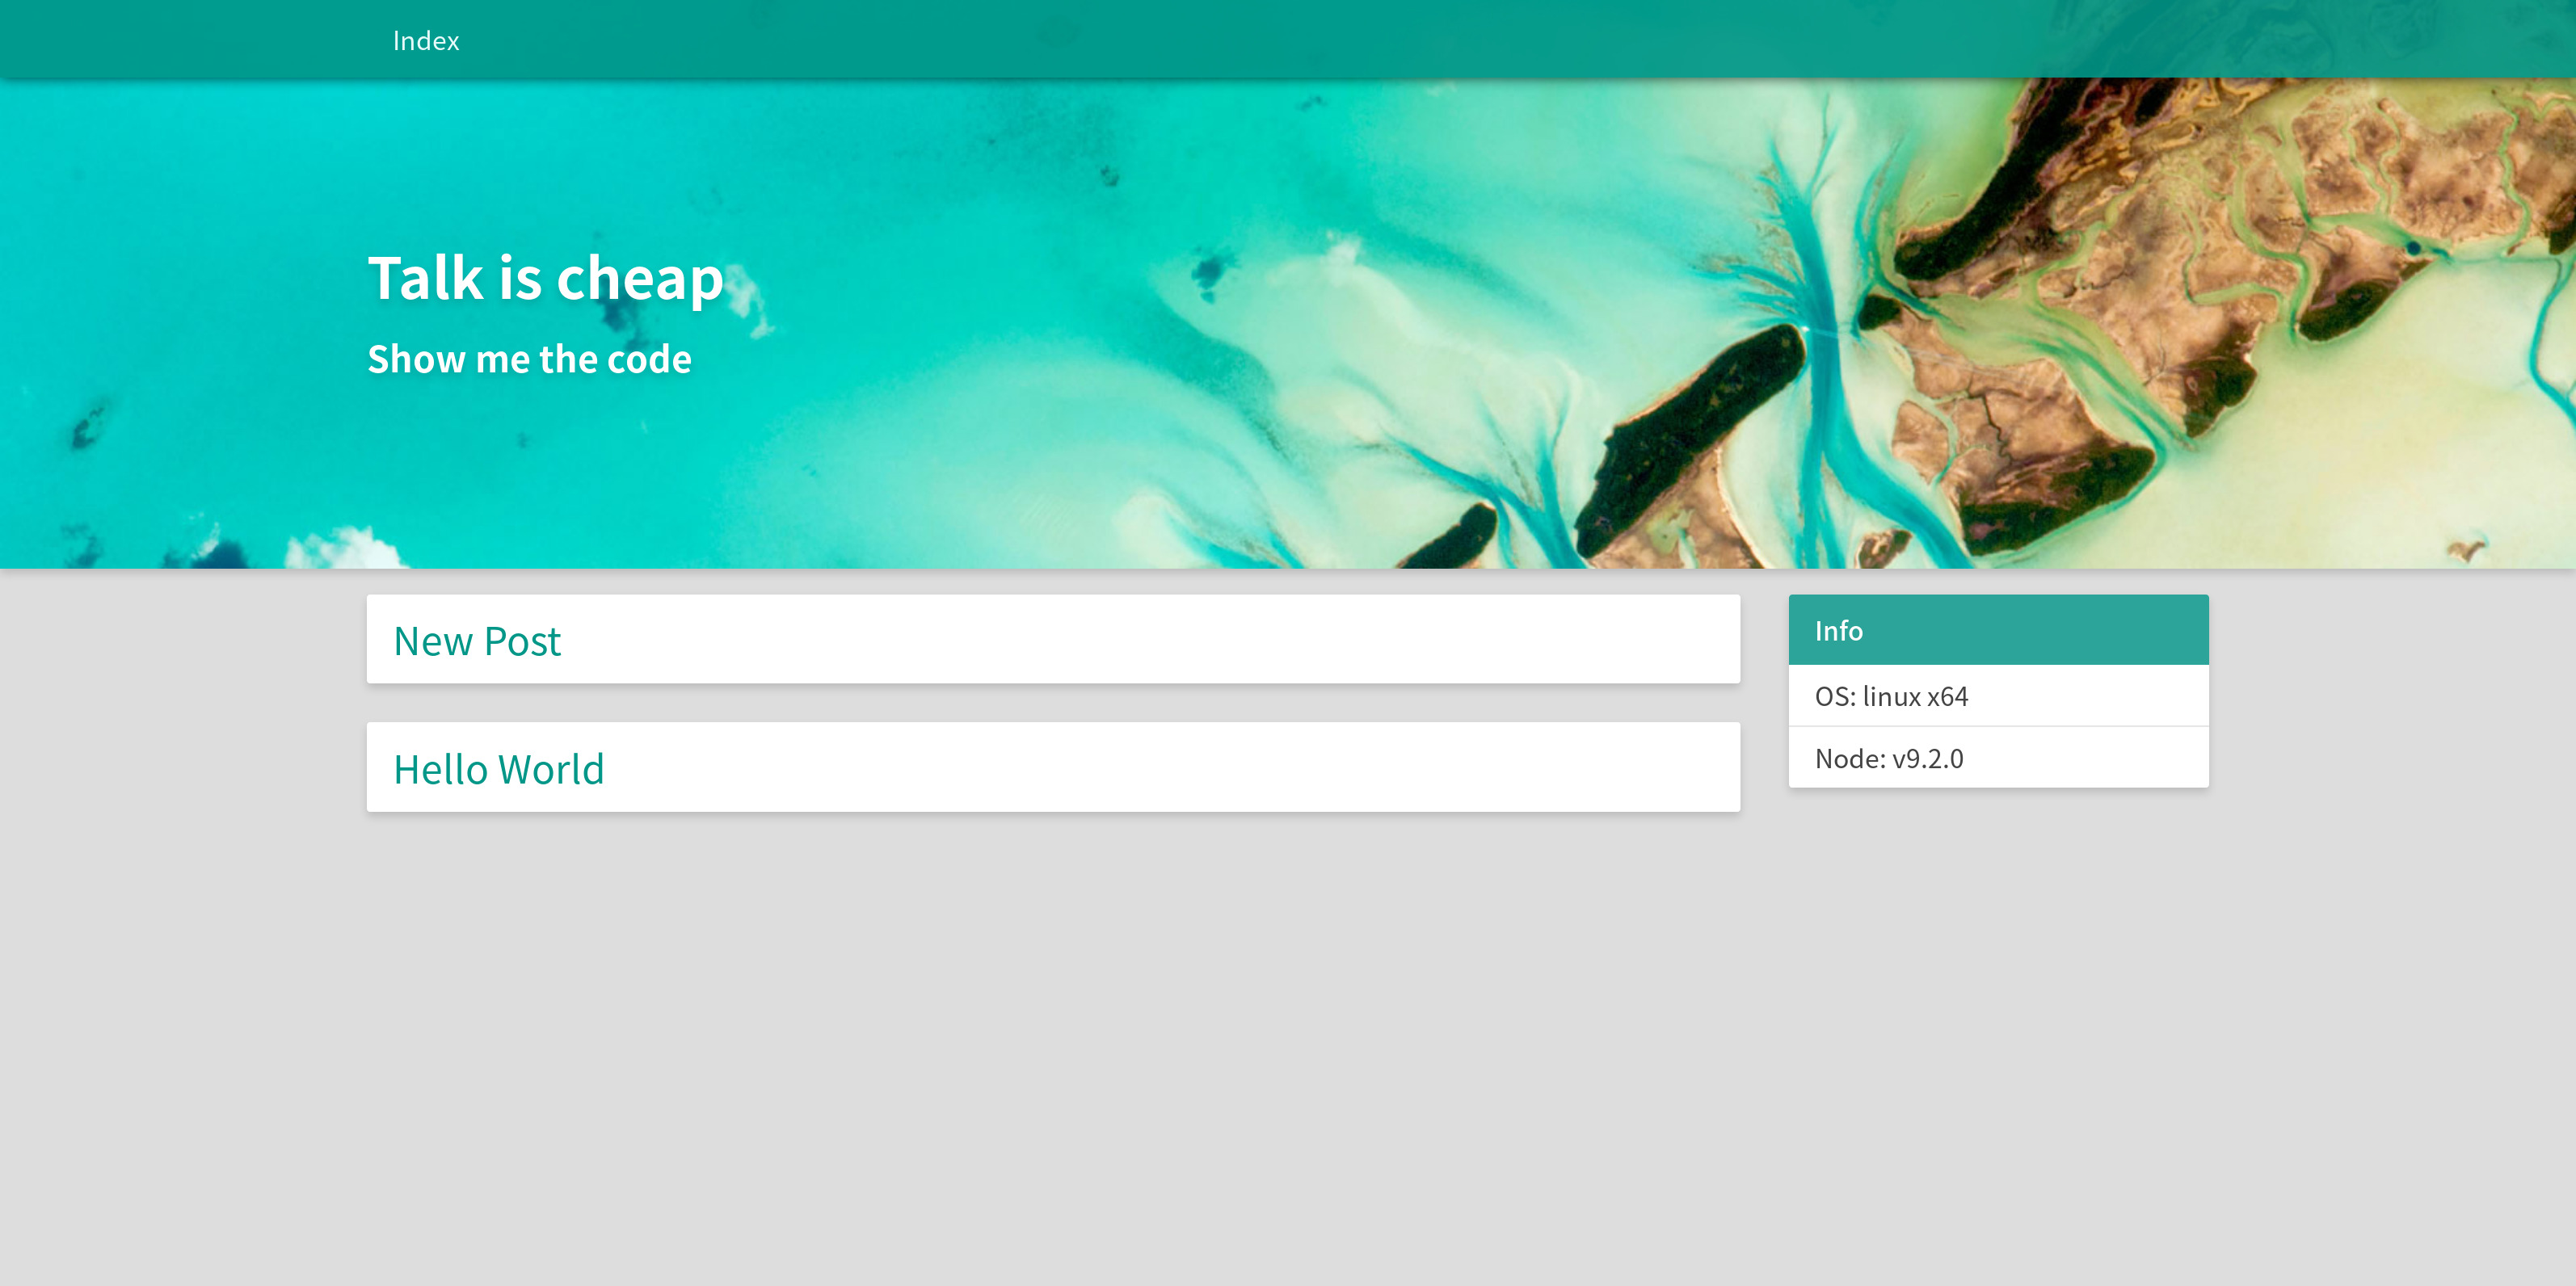 Index
Talk is cheap
Show me the code
New Post
Hello World
Info
OS: linux x64
Node: v9.2.0